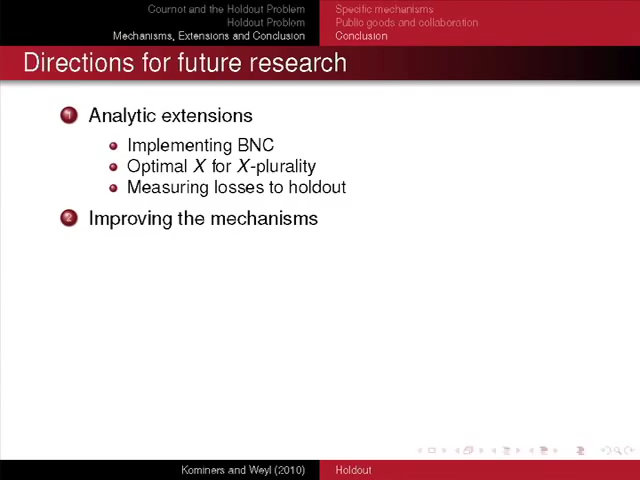 Cournot and the Holdout Problem
Holdout Problem
Mechanisms, Extensions and Conclusion
Specific mechanisms
Public goods and collaboration
Conclusion
Directions for future research
1 Analytic extensions
Implementing BNC
Optimal X for X-plurality
Measuring losses to holdout
2 Improving the mechanisms
Kominers and Weyl (2010)
Holdout